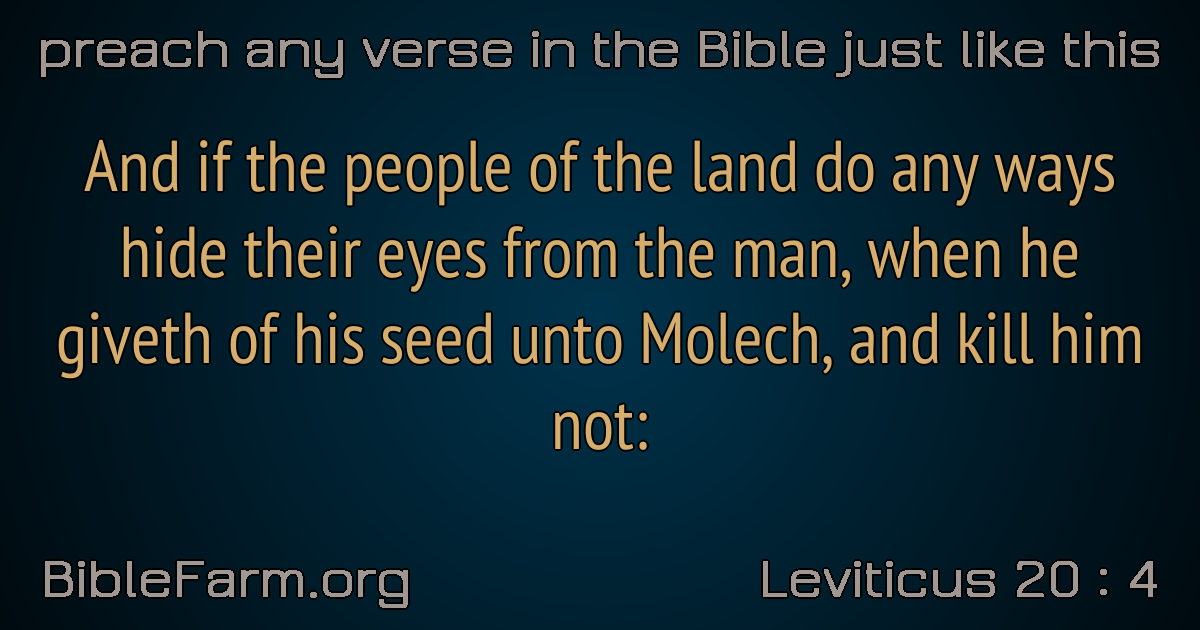 preach any verse in the Bible just like this
And if the people of the land do any ways
hide their eyes from the man, when he
giveth of his seed unto Molech, and kill him
not:
BibleFarm.org
Leviticus 20 : 4